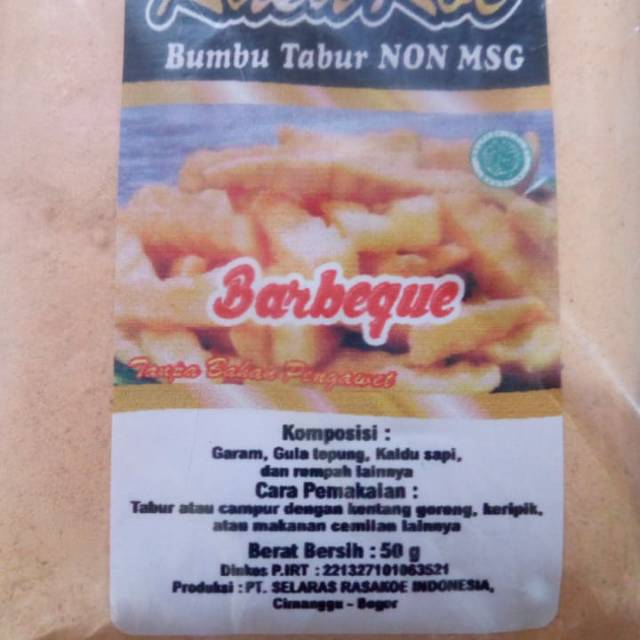 Bumbu Tabur NON MSG
Barbeque
Tanpa Bahan Pengawet
Komposisi :
Garam, Gula tepung, Kaldu sapi,
dan rempah lainnya
Cara Pemakaian :
Tabur atau campur dengan kentang goreng, keripik,
atau makanan cemilan lainnya
Berat Bersih : 50 g
Dinkes P.IRT : 221327101063521
Produksi : PT. SELARAS RASAKOE INDONESIA,
Cimanggu - Bogor